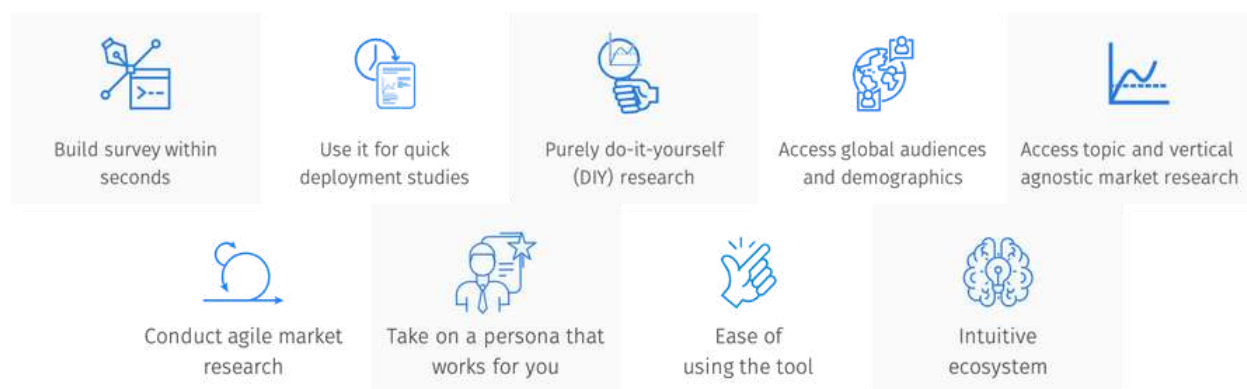 Build survey within
seconds
Use it for quick
deployment studies
Purely do-it-yourself
(DIY) research
Access global audiences
and demographics
Access topic and vertical
agnostic market research
Conduct agile market
research
Take on a persona that
works for you
Ease of
using the tool
Intuitive
ecosystem